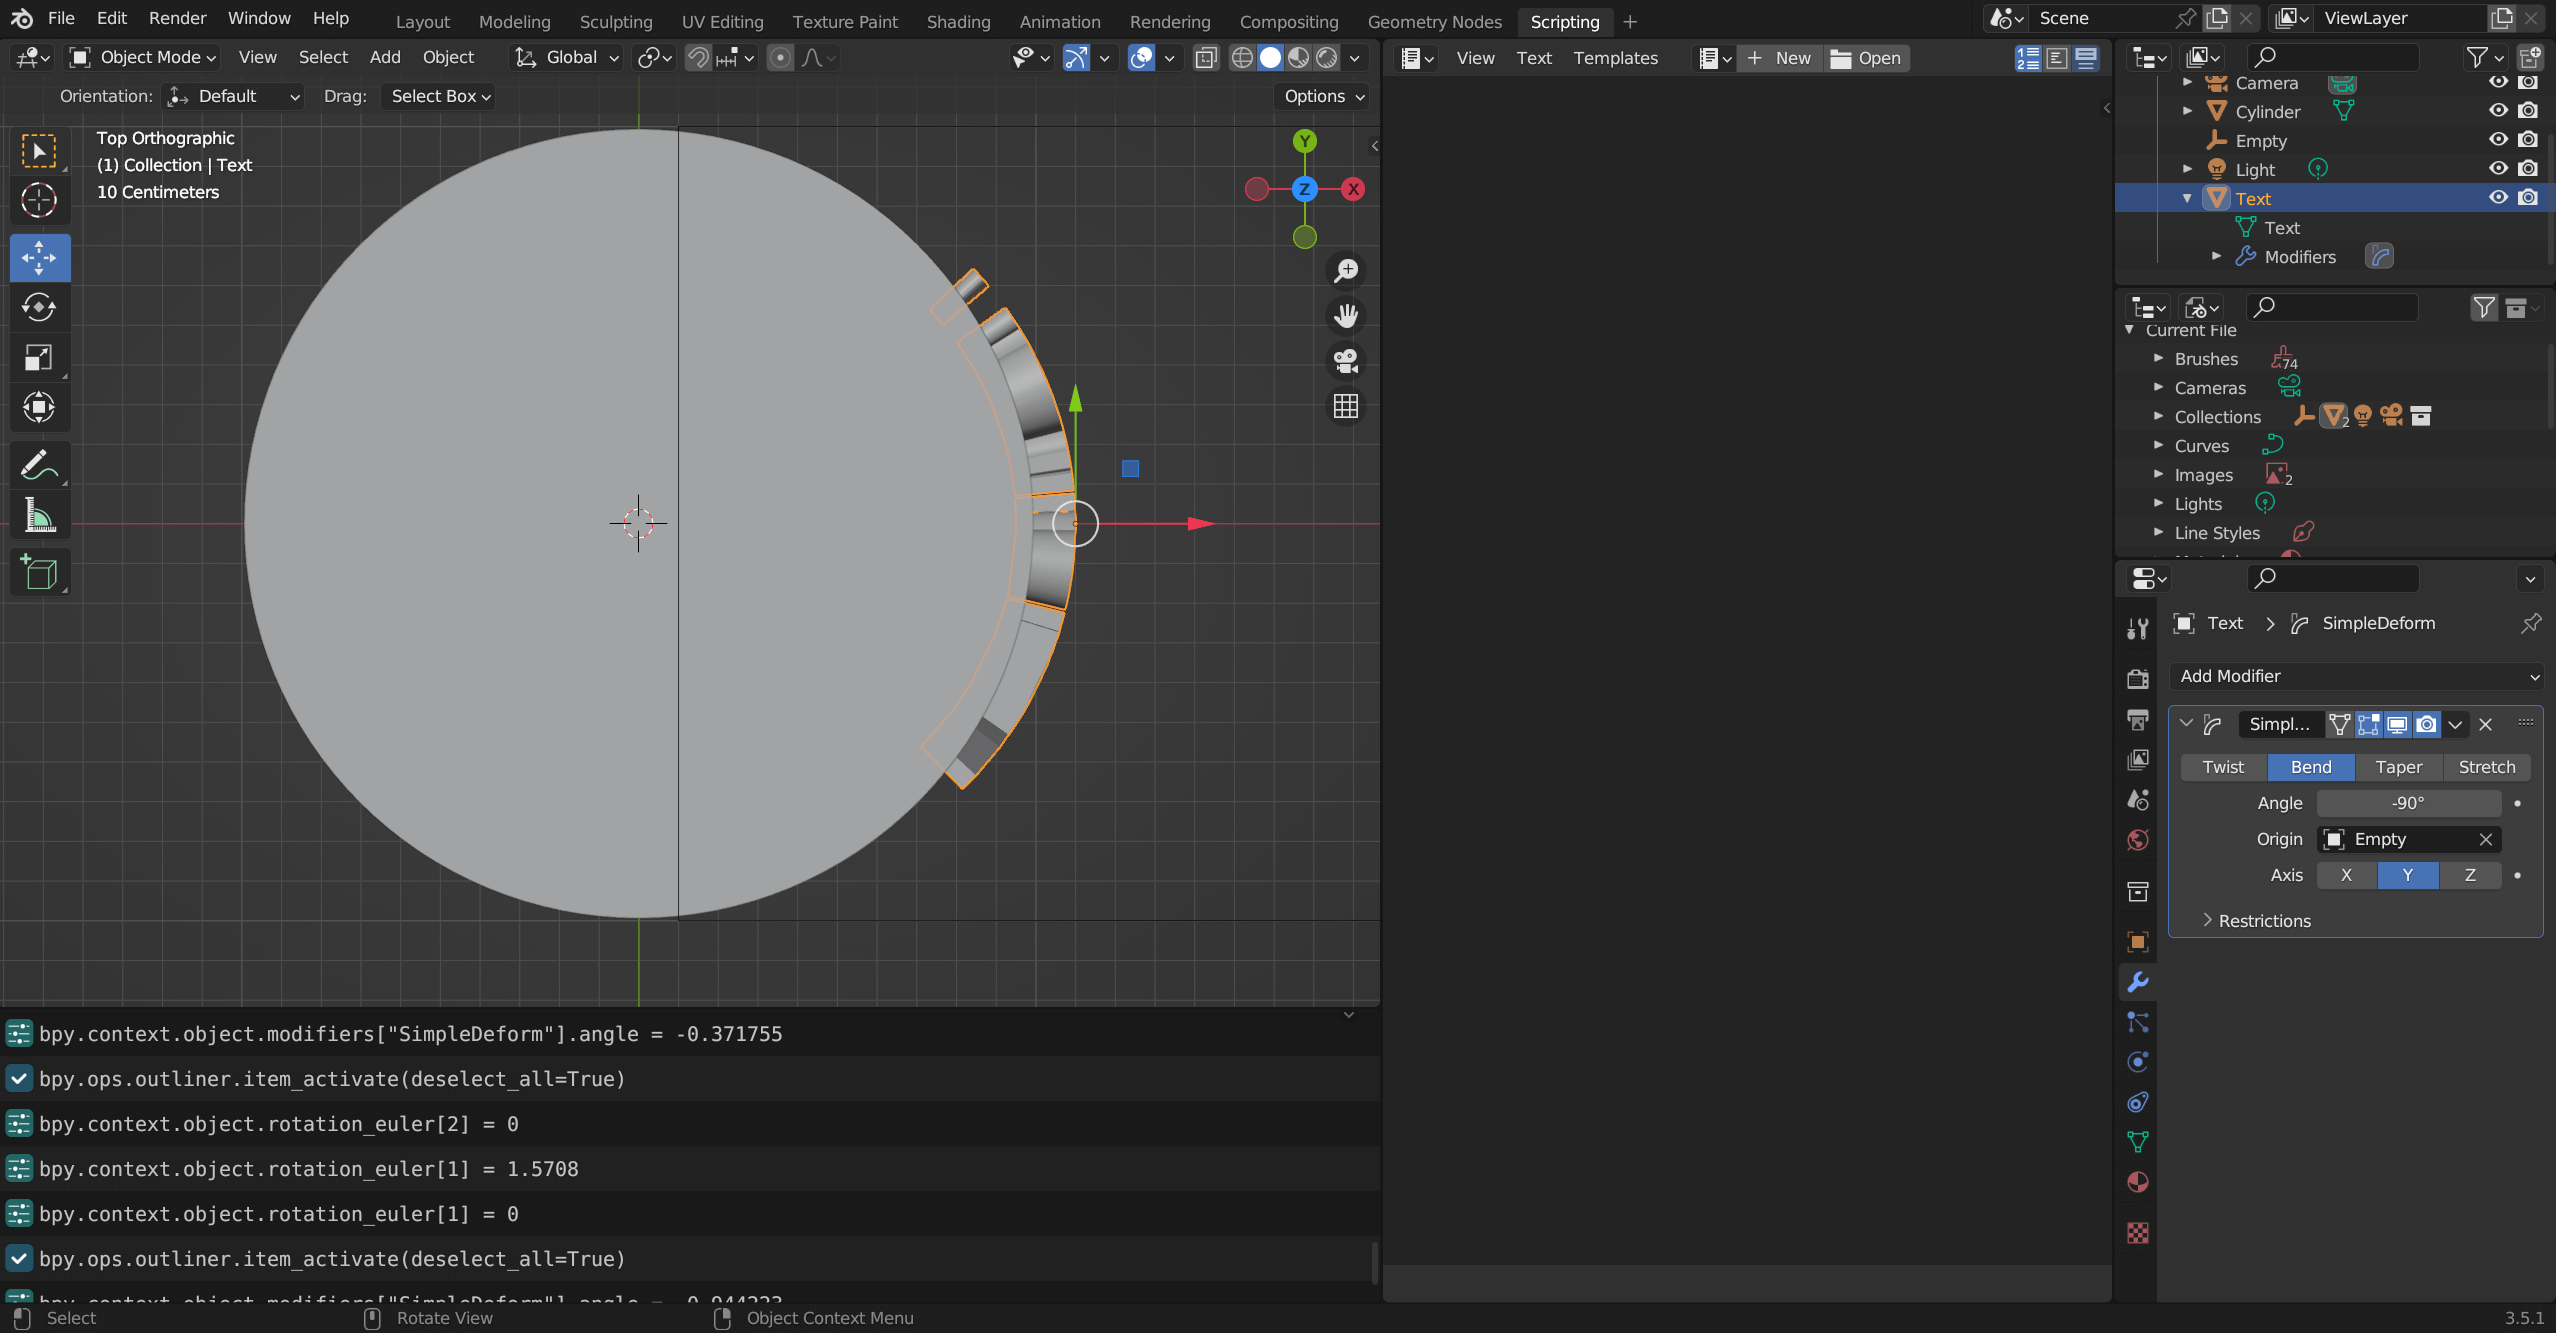 File Edit Render Window Help Layout Modeling Sculpting UV Editing Texture Paint Shading Animation Rendering Compositing Geometry Nodes Scripting + Scene ViewLayer
Object Mode View Select Add Object Global View Text Templates New Open
Orientation: Default Drag: Select Box Options
Top Orthographic
(1) Collection | Text
10 Centimeters
Y
Z
X
Camera
Cylinder
Empty
Light
Text
Text
Modifiers
Current File
Brushes 74
Cameras
Collections 2
Curves
Images 2
Lights
Line Styles
Text > SimpleDeform
Add Modifier
Simpl...
Twist Bend Taper Stretch
Angle -90°
Origin Empty
Axis X Y Z
Restrictions
bpy.context.object.modifiers["SimpleDeform"].angle = -0.371755
bpy.ops.outliner.item_activate(deselect_all=True)
bpy.context.object.rotation_euler[2] = 0
bpy.context.object.rotation_euler[1] = 1.5708
bpy.context.object.rotation_euler[1] = 0
bpy.ops.outliner.item_activate(deselect_all=True)
Select Rotate View Object Context Menu 3.5.1